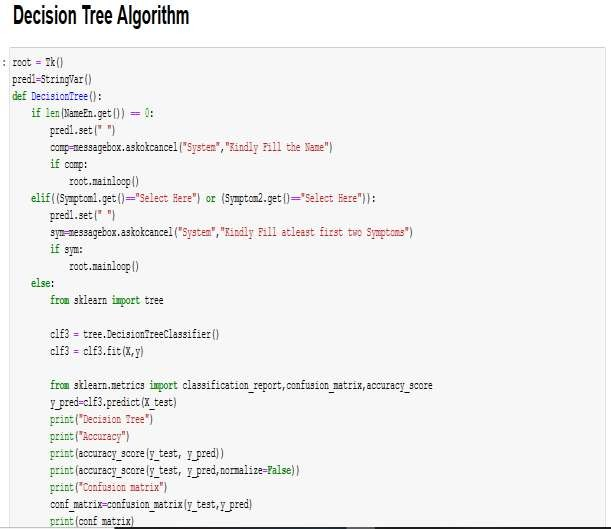 Decision Tree Algorithm
: root = Tk()
pred1=StringVar()
def DecisionTree():
if len(NameEn.get()) == 0:
pred1.set(" ")
comp=messagebox.askokcancel("System","Kindly Fill the Name")
if comp:
root.mainloop()
elif((Symptom1.get()=="Select Here") or (Symptom2.get()=="Select Here")):
pred1.set(" ")
sym=messagebox.askokcancel("System","Kindly Fill atleast first two Symptoms")
if sym:
root.mainloop()
else:
from sklearn import tree
clf3 = tree.DecisionTreeClassifier()
clf3 = clf3.fit(X,y)
from sklearn.metrics import classification_report,confusion_matrix,accuracy_score
y_pred=clf3.predict(X_test)
print("Decision Tree")
print("Accuracy")
print(accuracy_score(y_test, y_pred))
print(accuracy_score(y_test, y_pred,normalize=False))
print("Confusion matrix")
conf_matrix=confusion_matrix(y_test,y_pred)
print(conf_matrix)